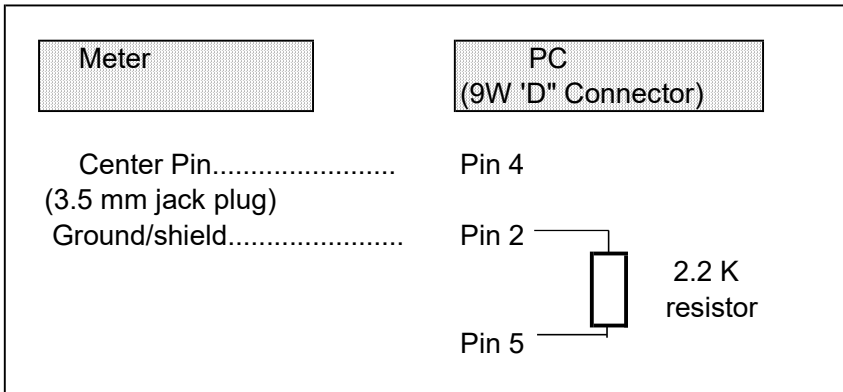 Meter
PC
(9W 'D" Connector)
Center Pin........................ Pin 4
(3.5 mm jack plug)
Ground/shield....................... Pin 2
2.2 K
resistor
Pin 5